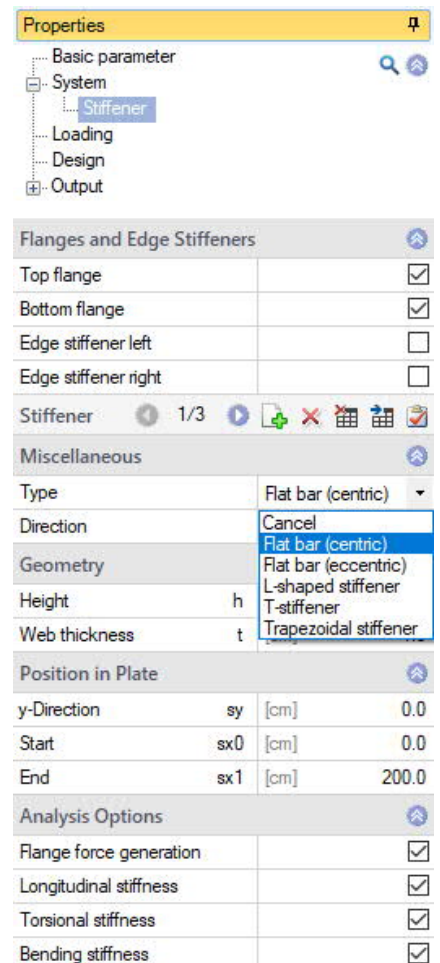 Properties
Basic parameter
System
Stiffener
Loading
Design
Output
Flanges and Edge Stiffeners
Top flange
Bottom flange
Edge stiffener left
Edge stiffener right
Stiffener 1/3
Miscellaneous
Type Flat bar (centric)
Direction Cancel
Flat bar (centric)
Geometry Flat bar (eccentric)
L-shaped stiffener
Height h T-stiffener
Web thickness t Trapezoidal stiffener
Position in Plate
y-Direction sy [cm] 0.0
Start sx0 [cm] 0.0
End sx1 [cm] 200.0
Analysis Options
Flange force generation
Longitudinal stiffness
Torsional stiffness
Bending stiffness